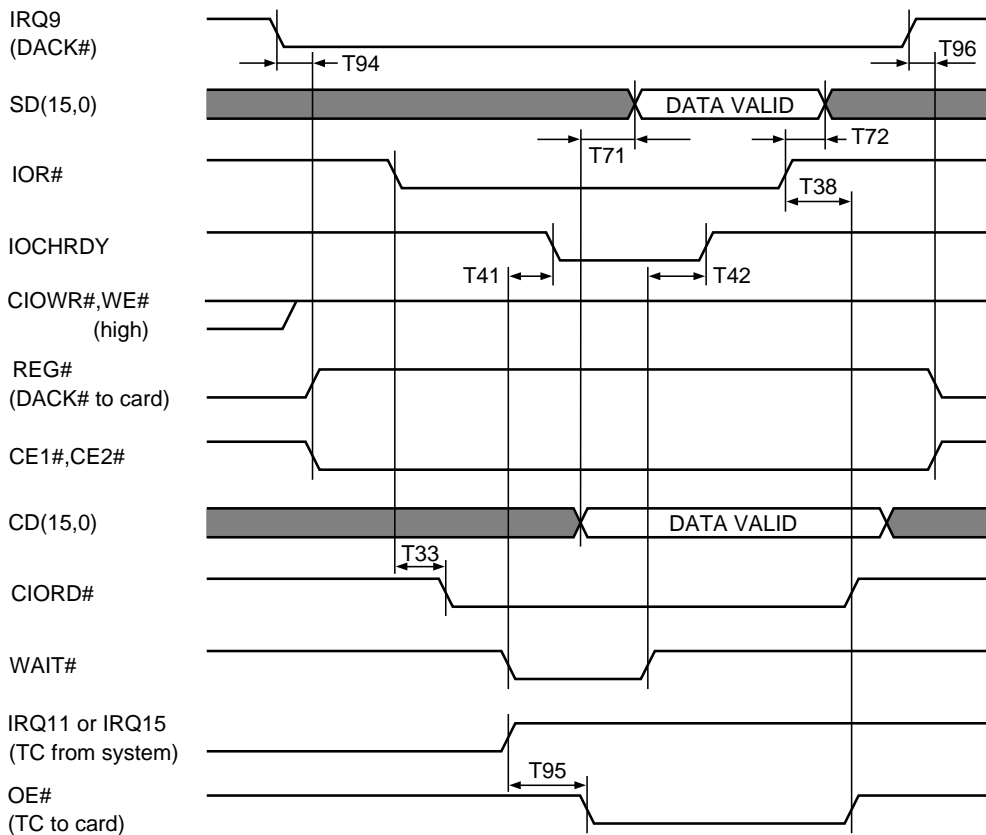 IRQ9
(DACK#)
T94
T96
SD(15,0)
DATA VALID
T71
T72
IOR#
T38
IOCHRDY
T41
T42
CIOWR#,WE#
(high)
REG#
(DACK# to card)
CE1#,CE2#
CD(15,0)
DATA VALID
T33
CIORD#
WAIT#
IRQ11 or IRQ15
(TC from system)
T95
OE#
(TC to card)